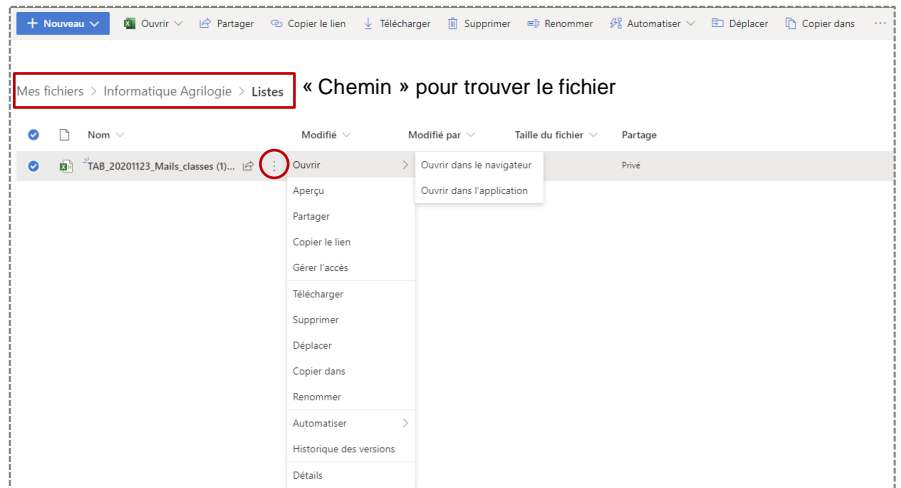 + Nouveau Ouvrir Partager Copier le lien Télécharger Supprimer Renommer Automatiser Déplacer Copier dans ...
Mes fichiers > Informatique Agrilogie > Listes « Chemin » pour trouver le fichier
Nom Modifié Modifié par Taille du fichier Partage
TAB_20201123_Mails_classes (1)... Ouvrir > Ouvrir dans le navigateur Privé
Aperçu Ouvrir dans l'application
Partager
Copier le lien
Gérer l'accès
Télécharger
Supprimer
Déplacer
Copier dans
Renommer
Automatiser >
Historique des versions
Détails